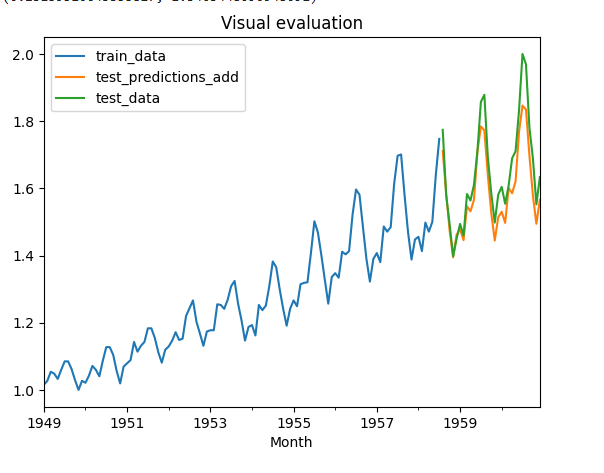 Visual evaluation
train_data
test_predictions_add
test_data
2.0
1.8
1.6
1.4
1.2
1.0
1949 1951 1953 1955 1957 1959
Month